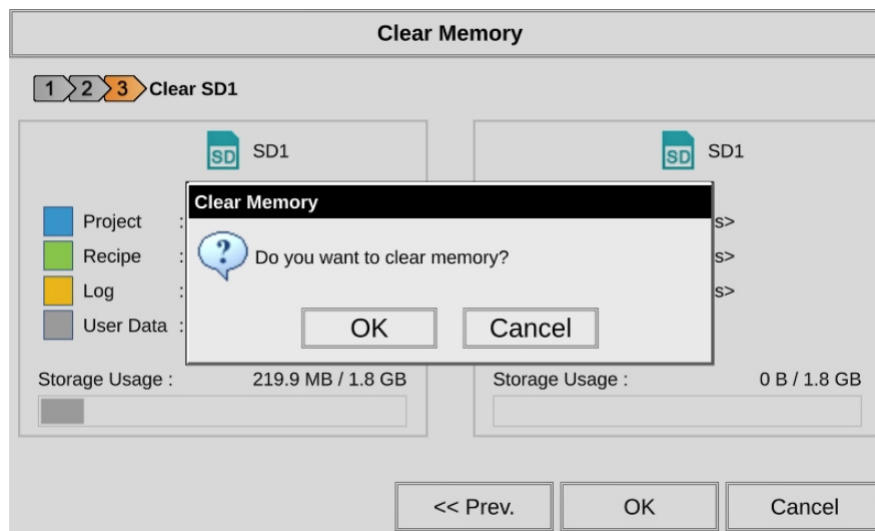 Clear Memory
1 2 3 Clear SD1
SD SD1
SD SD1
Clear Memory
Do you want to clear memory?
OK Cancel
Project :
Recipe :
Log :
User Data :
s>
s>
s>
Storage Usage : 219.9 MB / 1.8 GB
Storage Usage : 0 B / 1.8 GB
<< Prev. OK Cancel